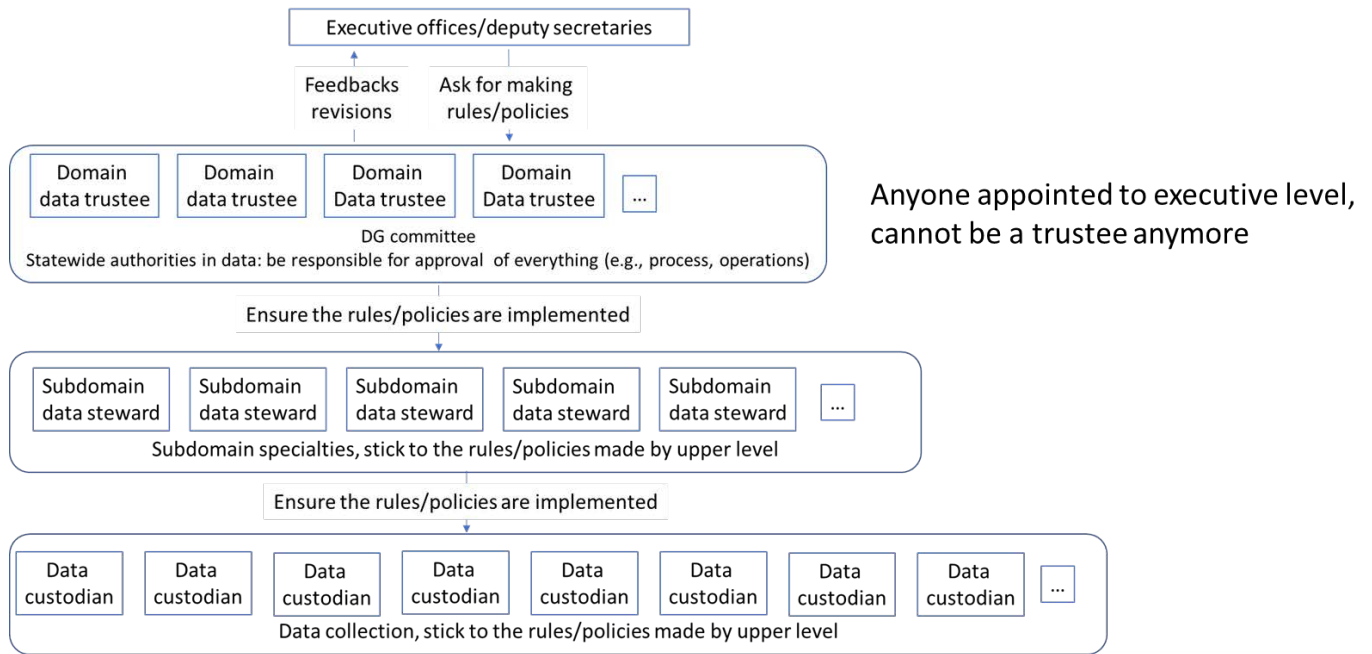 Executive offices/deputy secretaries
Feedbacks
revisions
Ask for making
rules/policies
Domain
data trustee
Domain
data trustee
Domain
Data trustee
Domain
Data trustee
...
DG committee
Statewide authorities in data: be responsible for approval of everything (e.g., process, operations)
Anyone appointed to executive level,
cannot be a trustee anymore
Ensure the rules/policies are implemented
Subdomain
data steward
Subdomain
data steward
Subdomain
data steward
Subdomain
data steward
Subdomain
data steward
...
Subdomain specialties, stick to the rules/policies made by upper level
Ensure the rules/policies are implemented
Data
custodian
Data
custodian
Data
custodian
Data
custodian
Data
custodian
Data
custodian
Data
custodian
Data
custodian
...
Data collection, stick to the rules/policies made by upper level